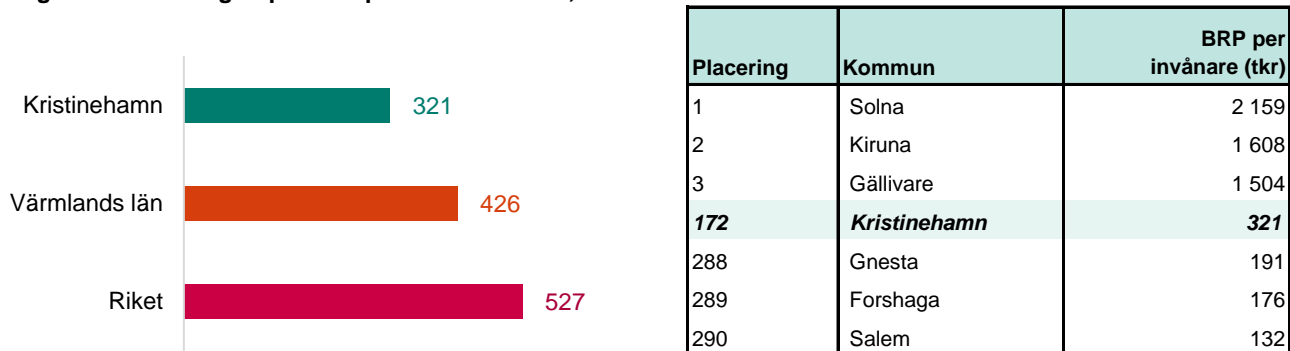 Kristinehamn
321
Värmlands län
426
Riket
527
Placering Kommun BRP per invånare (tkr)
1 Solna 2 159
2 Kiruna 1 608
3 Gällivare 1 504
172 Kristinehamn 321
288 Gnesta 191
289 Forshaga 176
290 Salem 132